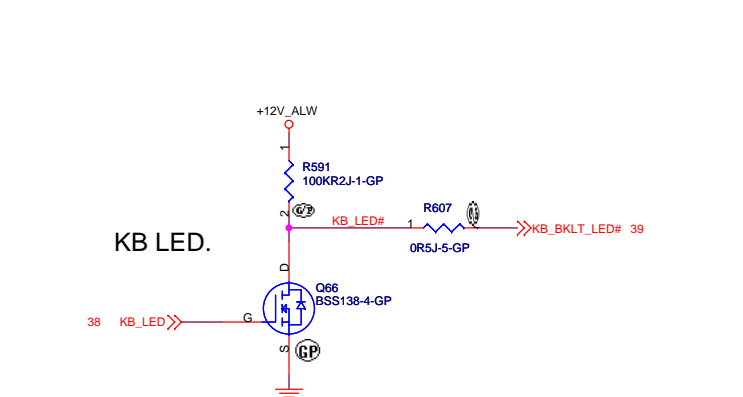 +12V_ALW
1
R591
100KR2J-1-GP
2
KB_LED#
1
R607
0R5J-5-GP
KB_BKLT_LED# 39
KB LED.
D
Q66
BSS138-4-GP
38 KB_LED
G
S
GP